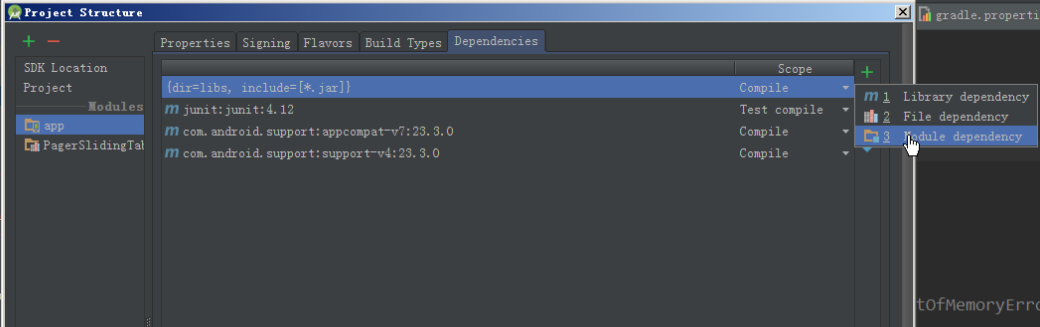 Project Structure
gradle.properti
Properties Signing Flavors Build Types Dependencies
SDK Location
Project
Modules
app
PagerSlidingTab
Scope
{dir=libs, include=[*.jar]} Compile
junit:junit:4.12 Test compile
com.android.support:appcompat-v7:23.3.0 Compile
com.android.support:support-v4:23.3.0 Compile
1 Library dependency
2 File dependency
3 Module dependency
tOfMemoryErro